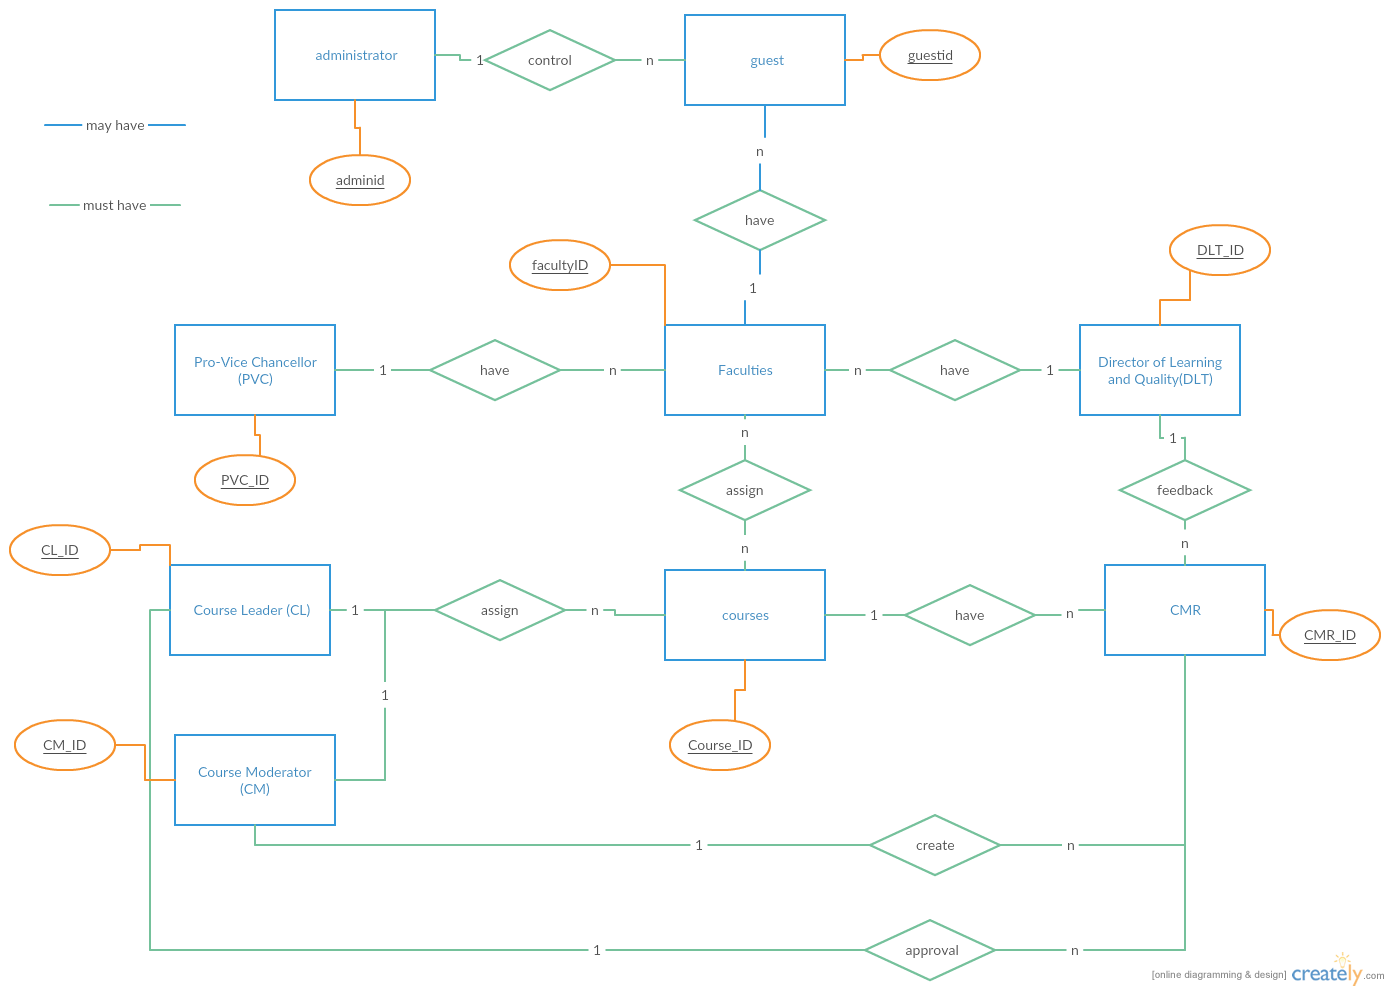 administrator
1
control
n
guest
guestid
may have
adminid
must have
n
have
1
facultyID
DLT_ID
Pro-Vice Chancellor
(PVC)
1
have
n
Faculties
n
have
1
Director of Learning
and Quality(DLT)
PVC_ID
n
assign
n
1
feedback
n
CL_ID
Course Leader (CL)
1
assign
n
courses
1
have
n
CMR
CMR_ID
1
CM_ID
Course Moderator
(CM)
Course_ID
1
create
n
1
approval
n
[online diagramming & design]
creately.com